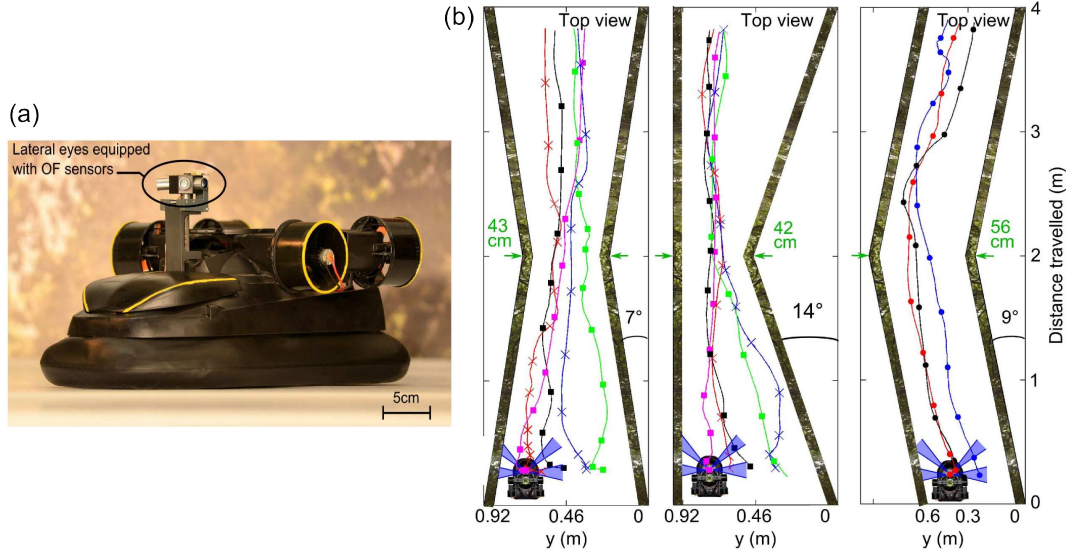 (a)
Lateral eyes equipped
with OF sensors
5cm
(b)
Top view
Top view
Top view
43
cm
42
cm
56
cm
7°
14°
9°
4
3
2
1
0
Distance travelled (m)
0.92
0.46
0
0.92
0.46
0
0.6
0.3
0
y (m)
y (m)
y (m)